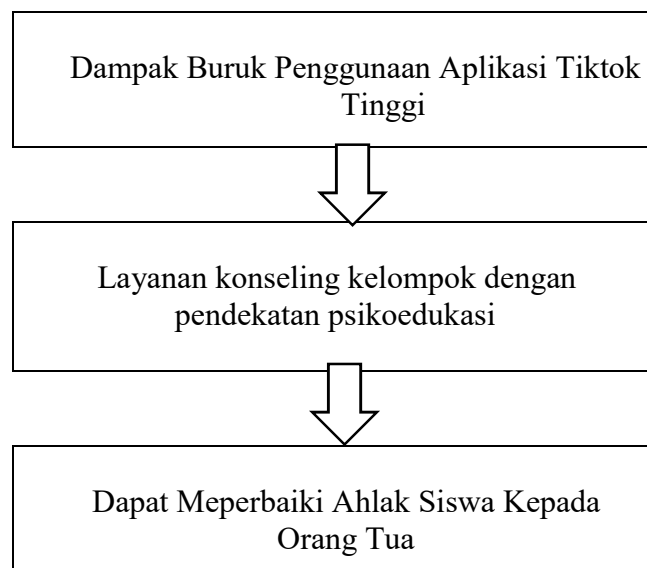 Dampak Buruk Penggunaan Aplikasi Tiktok
Tinggi
Layanan konseling kelompok dengan
pendekatan psikoedukasi
Dapat Meperbaiki Ahlak Siswa Kepada
Orang Tua